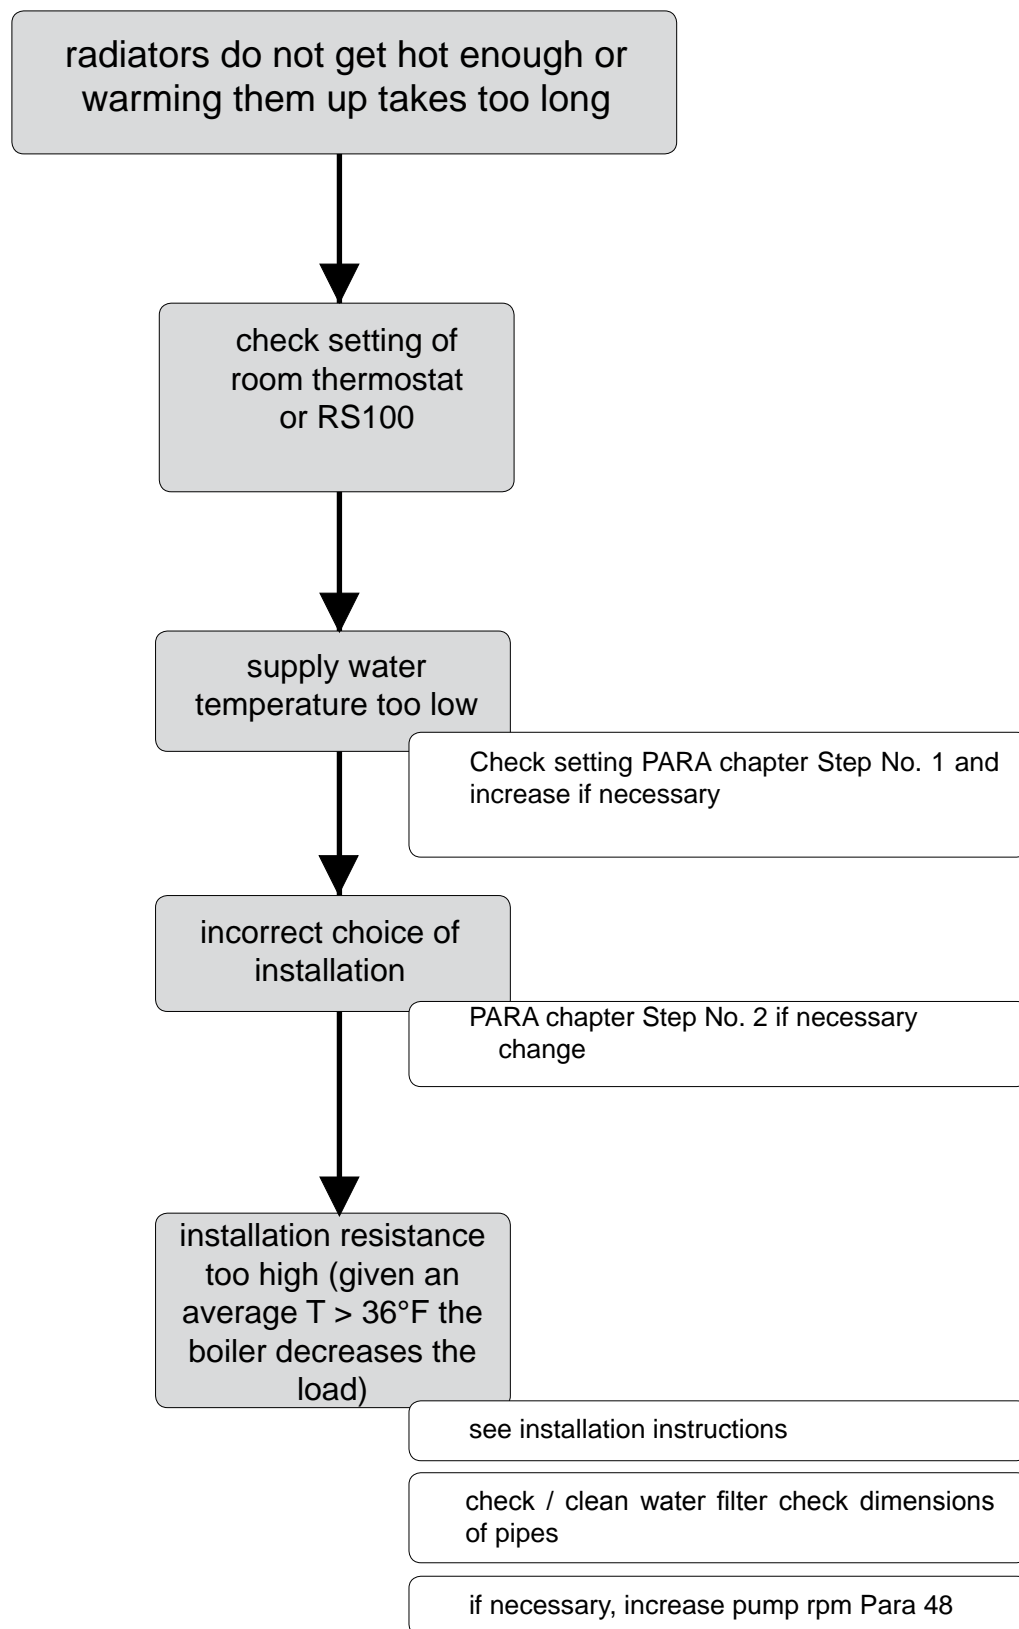 radiators do not get hot enough or
warming them up takes too long
check setting of
room thermostat
or RS100
supply water
temperature too low
Check setting PARA chapter Step No. 1 and
increase if necessary
incorrect choice of
installation
PARA chapter Step No. 2 if necessary
change
installation resistance
too high (given an
average T > 36°F the
boiler decreases the
load)
see installation instructions
check / clean water filter check dimensions
of pipes
if necessary, increase pump rpm Para 48